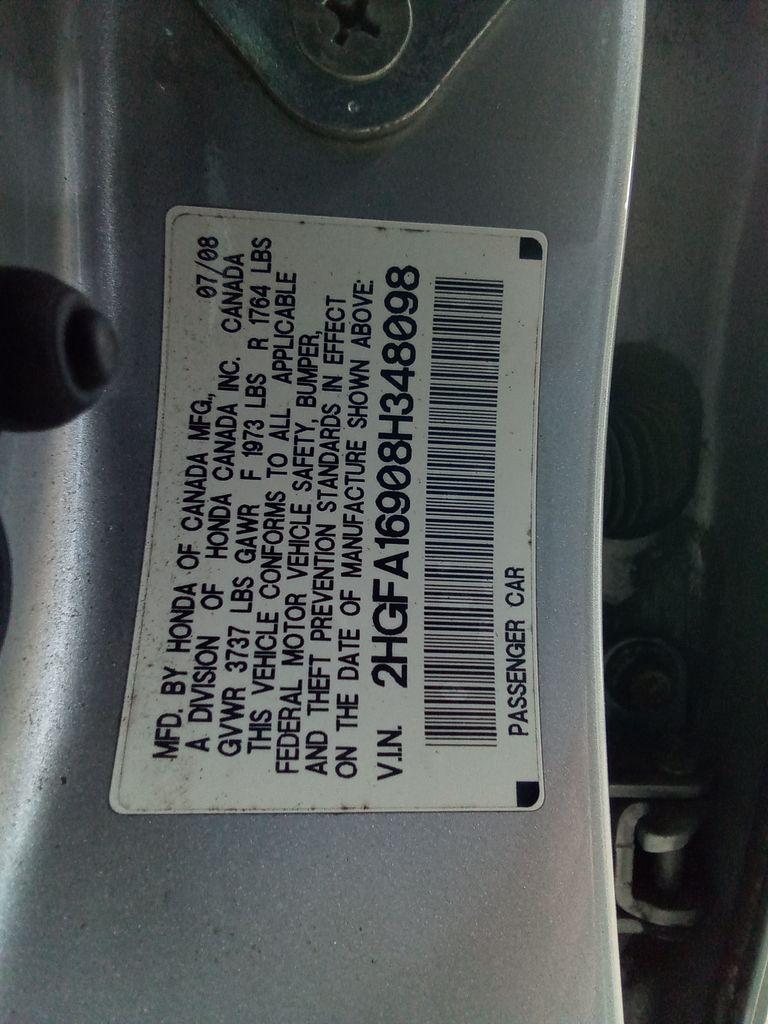 MFD. BY HONDA OF CANADA MFG., 07/08
A DIVISION OF HONDA CANADA INC. CANADA
GVWR 3737 LBS GAWR F 1973 LBS R 1764 LBS
THIS VEHICLE CONFORMS TO ALL APPLICABLE
FEDERAL MOTOR VEHICLE SAFETY, BUMPER,
AND THEFT PREVENTION STANDARDS IN EFFECT
ON THE DATE OF MANUFACTURE SHOWN ABOVE.
V.I.N. 2HGFA16908H348098
PASSENGER CAR